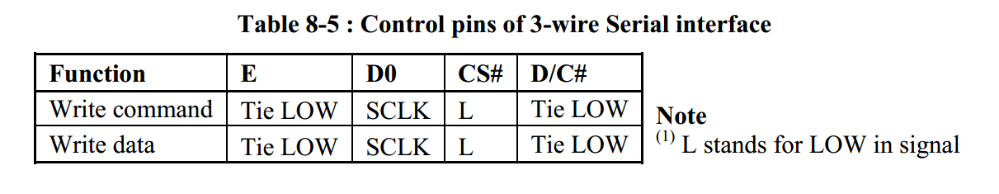 Table 8-5 : Control pins of 3-wire Serial interface
Function E D0 CS# D/C#
Write command Tie LOW SCLK L Tie LOW
Write data Tie LOW SCLK L Tie LOW
Note
(1) L stands for LOW in signal